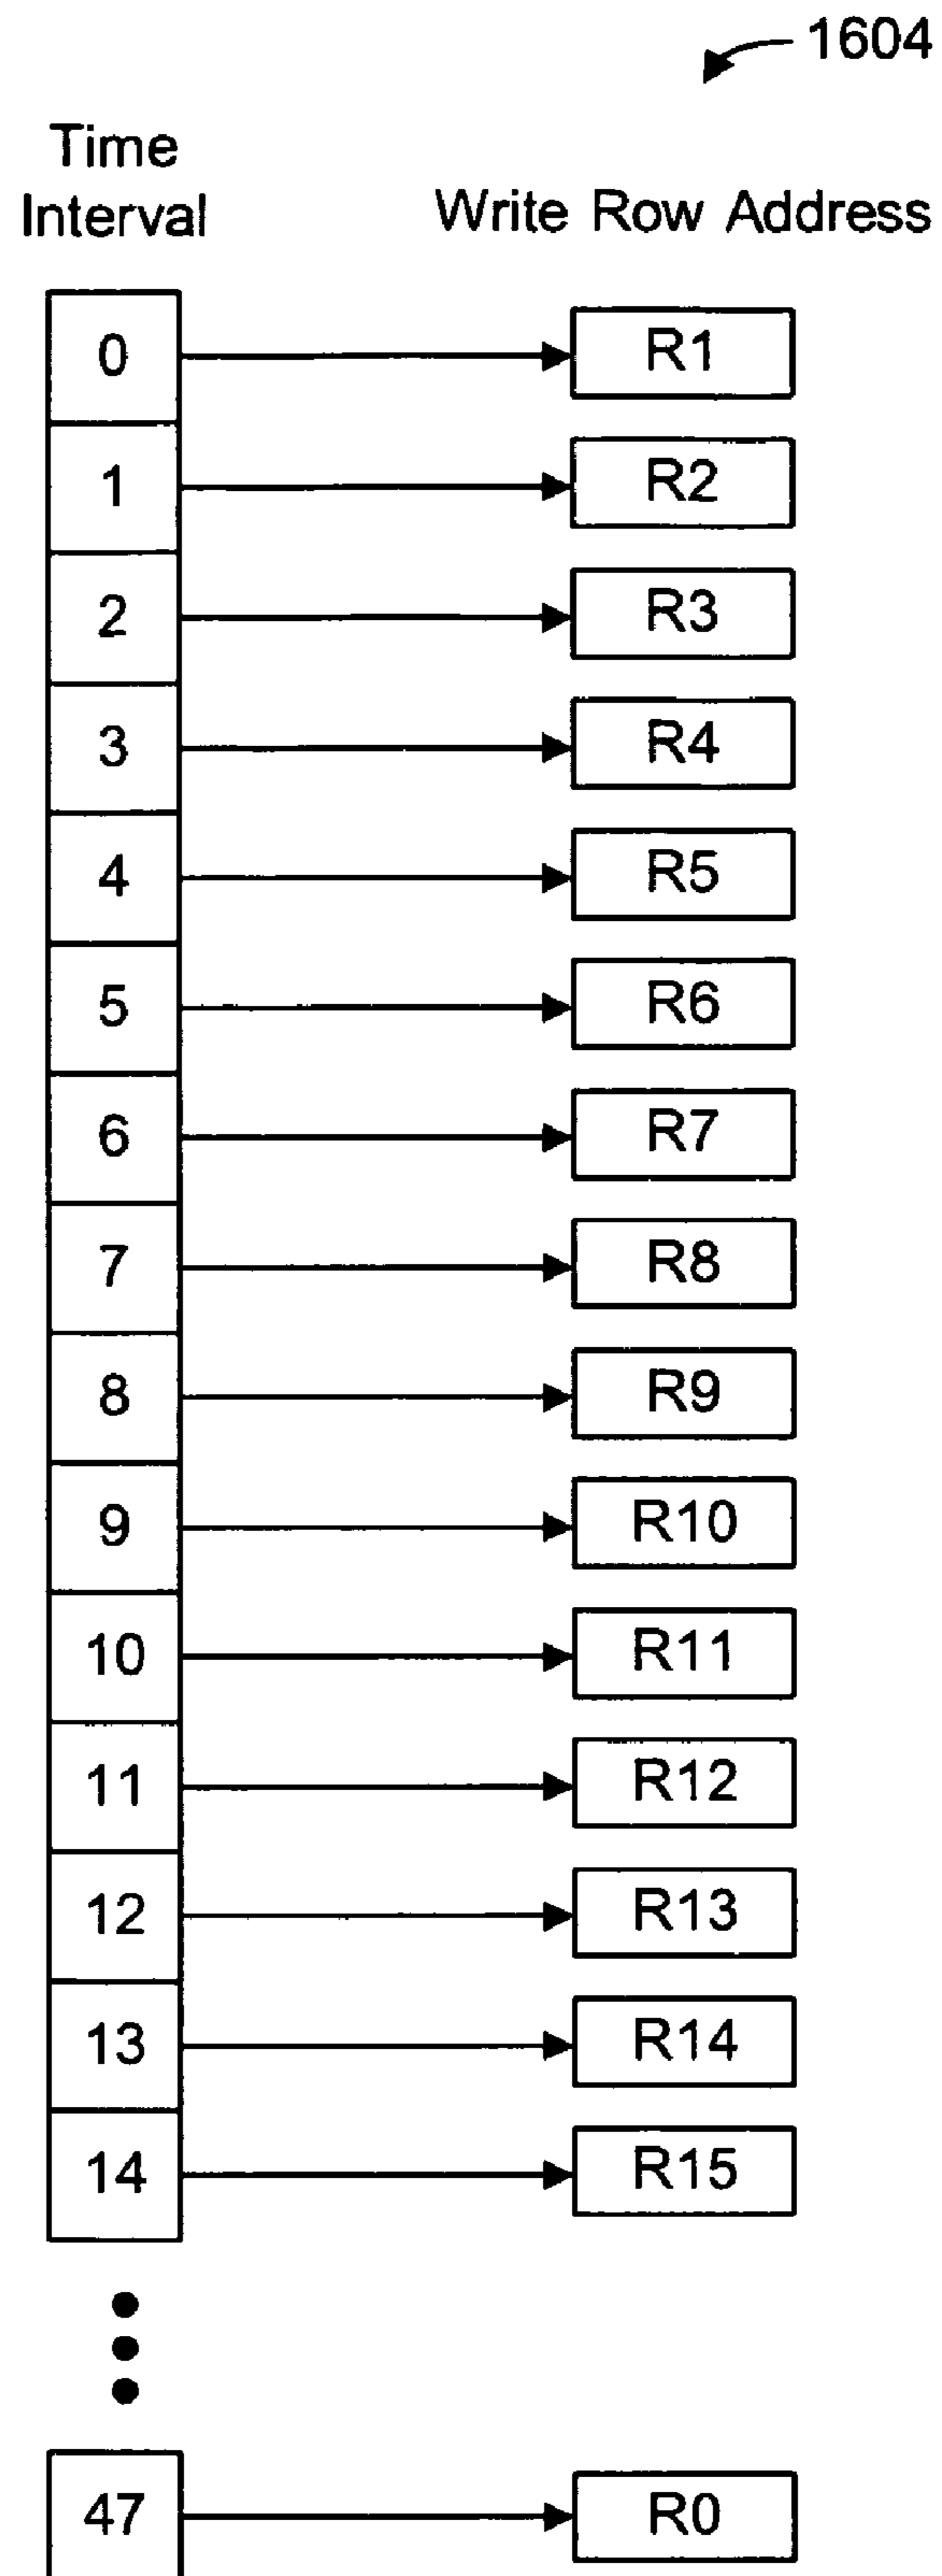 1604
Time
Interval
Write Row Address
0 R1
1 R2
2 R3
3 R4
4 R5
5 R6
6 R7
7 R8
8 R9
9 R10
10 R11
11 R12
12 R13
13 R14
14 R15
47 R0